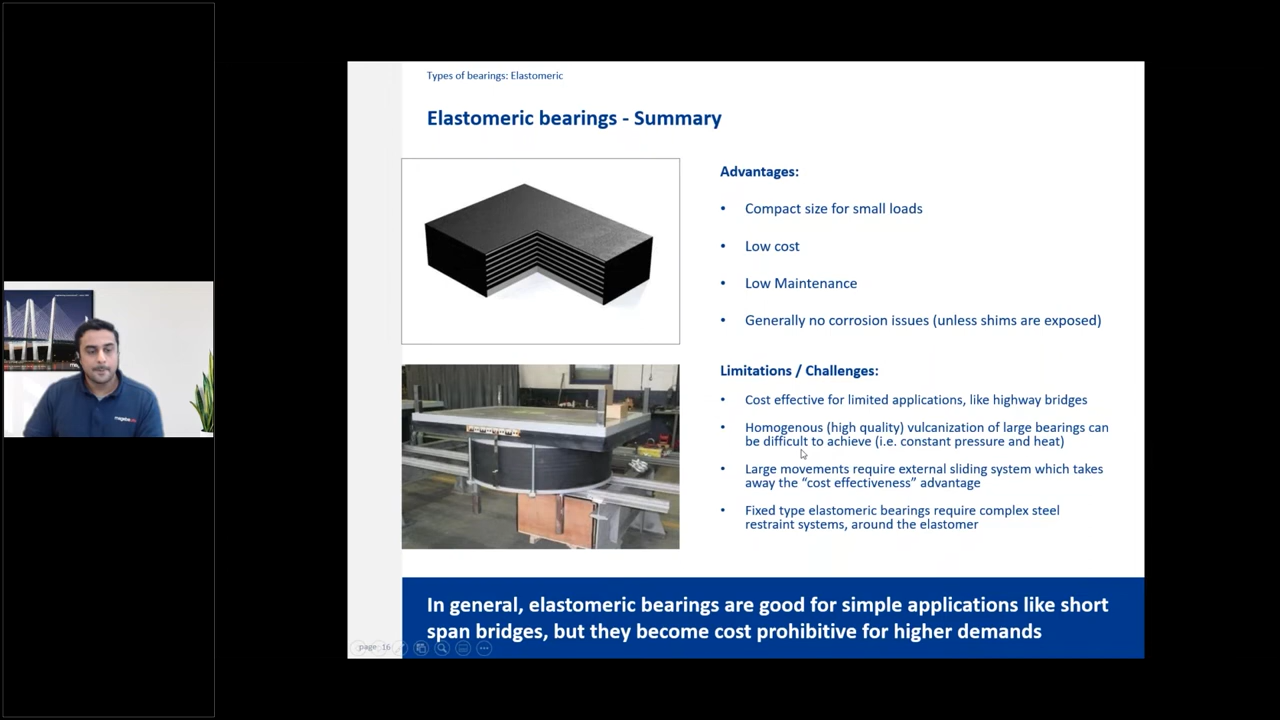 Types of bearings: Elastomeric
Elastomeric bearings - Summary
Advantages:
• Compact size for small loads
• Low cost
• Low Maintenance
• Generally no corrosion issues (unless shims are exposed)
Limitations / Challenges:
• Cost effective for limited applications, like highway bridges
• Homogenous (high quality) vulcanization of large bearings can
be difficult to achieve (i.e. constant pressure and heat)
• Large movements require external sliding system which takes
away the “cost effectiveness” advantage
• Fixed type elastomeric bearings require complex steel
restraint systems, around the elastomer
In general, elastomeric bearings are good for simple applications like short
span bridges, but they become cost prohibitive for higher demands
page 16